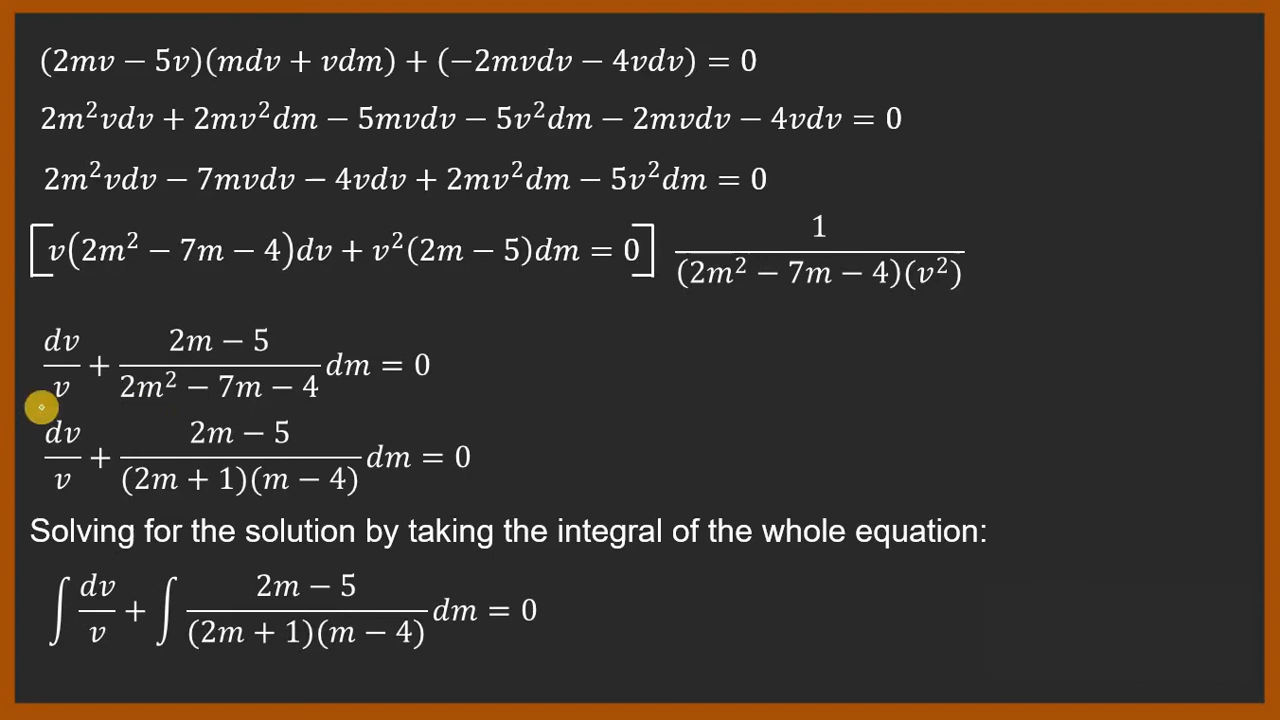 (2mv − 5v)(mdv + vdm) + (−2mvdv − 4vdv) = 0
2m²vdv + 2mv²dm − 5mvdv − 5v²dm − 2mvdv − 4vdv = 0
2m²vdv − 7mvdv − 4vdv + 2mv²dm − 5v²dm = 0
[v(2m² − 7m − 4)dv + v²(2m − 5)dm = 0] 1/((2m² − 7m − 4)(v²))
dv/v + (2m − 5)/(2m² − 7m − 4) dm = 0
dv/v + (2m − 5)/((2m + 1)(m − 4)) dm = 0
Solving for the solution by taking the integral of the whole equation:
∫ dv/v + ∫ (2m − 5)/((2m + 1)(m − 4)) dm = 0